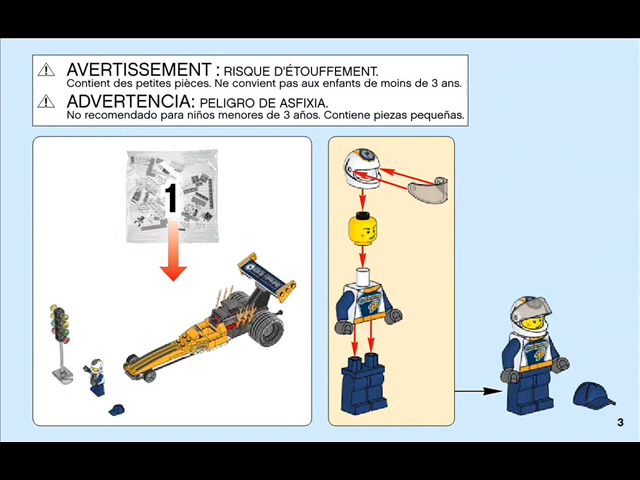 AVERTISSEMENT : RISQUE D'ÉTOUFFEMENT.
Contient des petites pièces. Ne convient pas aux enfants de moins de 3 ans.
ADVERTENCIA: PELIGRO DE ASFIXIA.
No recomendado para niños menores de 3 años. Contiene piezas pequeñas.
1
3